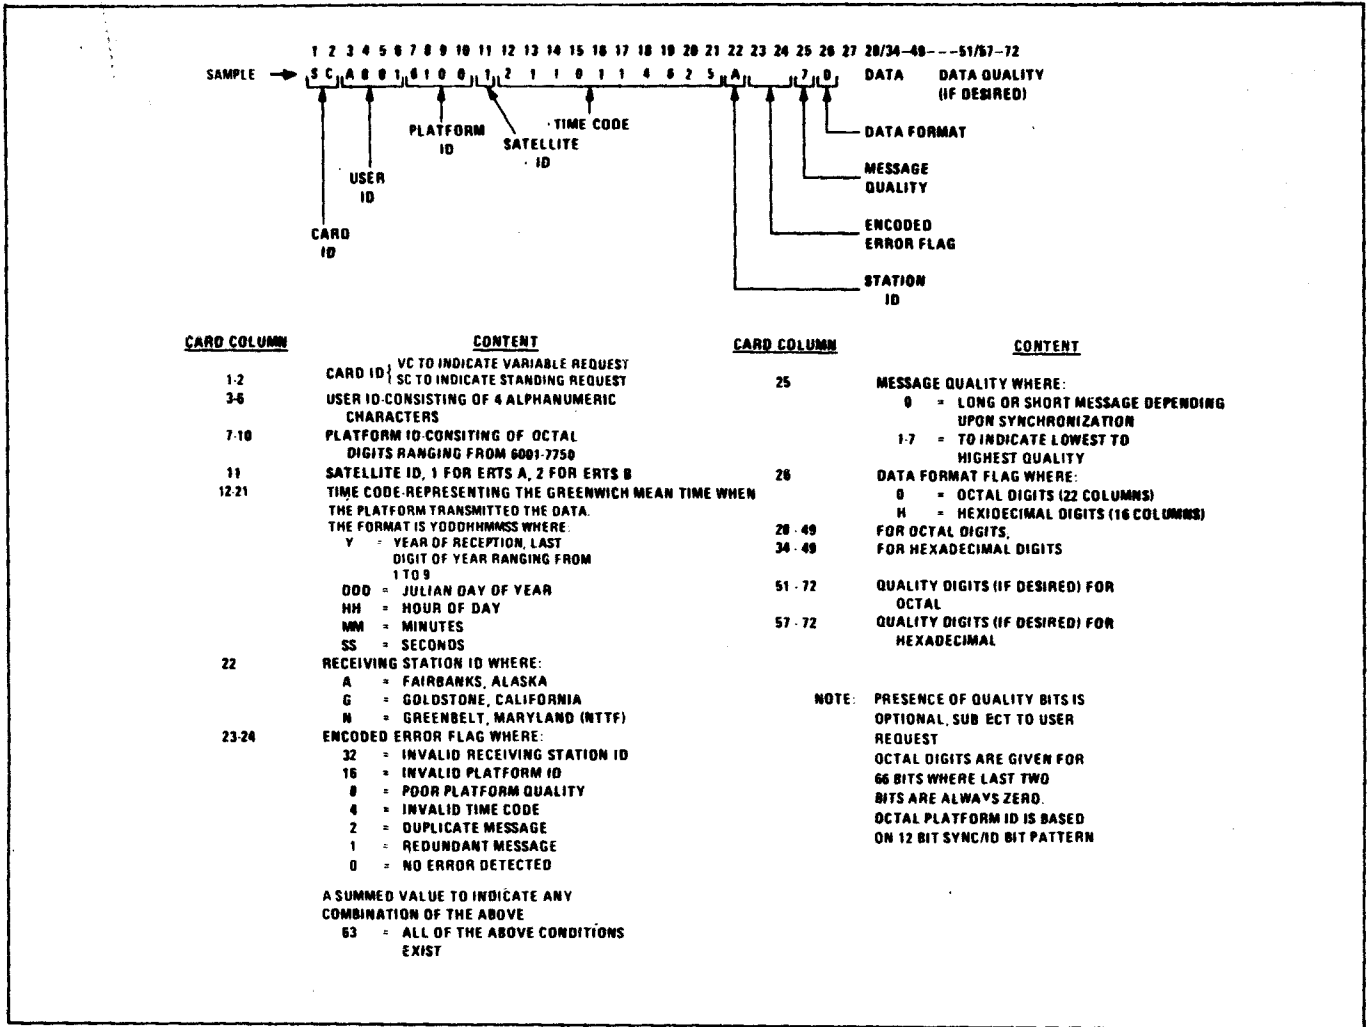 1 2 3 4 5 6 7 8 9 10 11 12 13 14 15 16 17 18 19 20 21 22 23 24 25 26 27 28/34-49---51/57-72
SAMPLE S C A 0 0 1 6 1 0 0 1 2 1 1 0 1 1 4 6 2 5 A 7 0 DATA DATA QUALITY
(IF DESIRED)
PLATFORM
ID
TIME CODE
SATELLITE
ID
USER
ID
CARD
ID
DATA FORMAT
MESSAGE
QUALITY
ENCODED
ERROR FLAG
STATION
ID
CARD COLUMN CONTENT
1-2 CARD ID { VC TO INDICATE VARIABLE REQUEST
SC TO INDICATE STANDING REQUEST
3-6 USER ID-CONSISTING OF 4 ALPHANUMERIC
CHARACTERS
7-10 PLATFORM ID-CONSITING OF OCTAL
DIGITS RANGING FROM 6001-7750
11 SATELLITE ID, 1 FOR ERTS A, 2 FOR ERTS B
12-21 TIME CODE-REPRESENTING THE GREENWICH MEAN TIME WHEN
THE PLATFORM TRANSMITTED THE DATA.
THE FORMAT IS YDDDHHMMSS WHERE:
Y = YEAR OF RECEPTION, LAST
DIGIT OF YEAR RANGING FROM
1 TO 9
DDD = JULIAN DAY OF YEAR
HH = HOUR OF DAY
MM = MINUTES
SS = SECONDS
22 RECEIVING STATION ID WHERE:
A = FAIRBANKS, ALASKA
G = GOLDSTONE, CALIFORNIA
N = GREENBELT, MARYLAND (NTTF)
23-24 ENCODED ERROR FLAG WHERE:
32 = INVALID RECEIVING STATION ID
16 = INVALID PLATFORM ID
8 = POOR PLATFORM QUALITY
4 = INVALID TIME CODE
2 = DUPLICATE MESSAGE
1 = REDUNDANT MESSAGE
0 = NO ERROR DETECTED
A SUMMED VALUE TO INDICATE ANY
COMBINATION OF THE ABOVE
63 = ALL OF THE ABOVE CONDITIONS
EXIST
CARD COLUMN CONTENT
25 MESSAGE QUALITY WHERE:
0 = LONG OR SHORT MESSAGE DEPENDING
UPON SYNCHRONIZATION
1-7 = TO INDICATE LOWEST TO
HIGHEST QUALITY
26 DATA FORMAT FLAG WHERE:
O = OCTAL DIGITS (22 COLUMNS)
H = HEXIDECIMAL DIGITS (16 COLUMNS)
28-49 FOR OCTAL DIGITS,
34-49 FOR HEXADECIMAL DIGITS
51-72 QUALITY DIGITS (IF DESIRED) FOR
OCTAL
57-72 QUALITY DIGITS (IF DESIRED) FOR
HEXADECIMAL
NOTE: PRESENCE OF QUALITY BITS IS
OPTIONAL, SUB ECT TO USER
REQUEST
OCTAL DIGITS ARE GIVEN FOR
66 BITS WHERE LAST TWO
BITS ARE ALWAYS ZERO.
OCTAL PLATFORM ID IS BASED
ON 12 BIT SYNC/ID BIT PATTERN